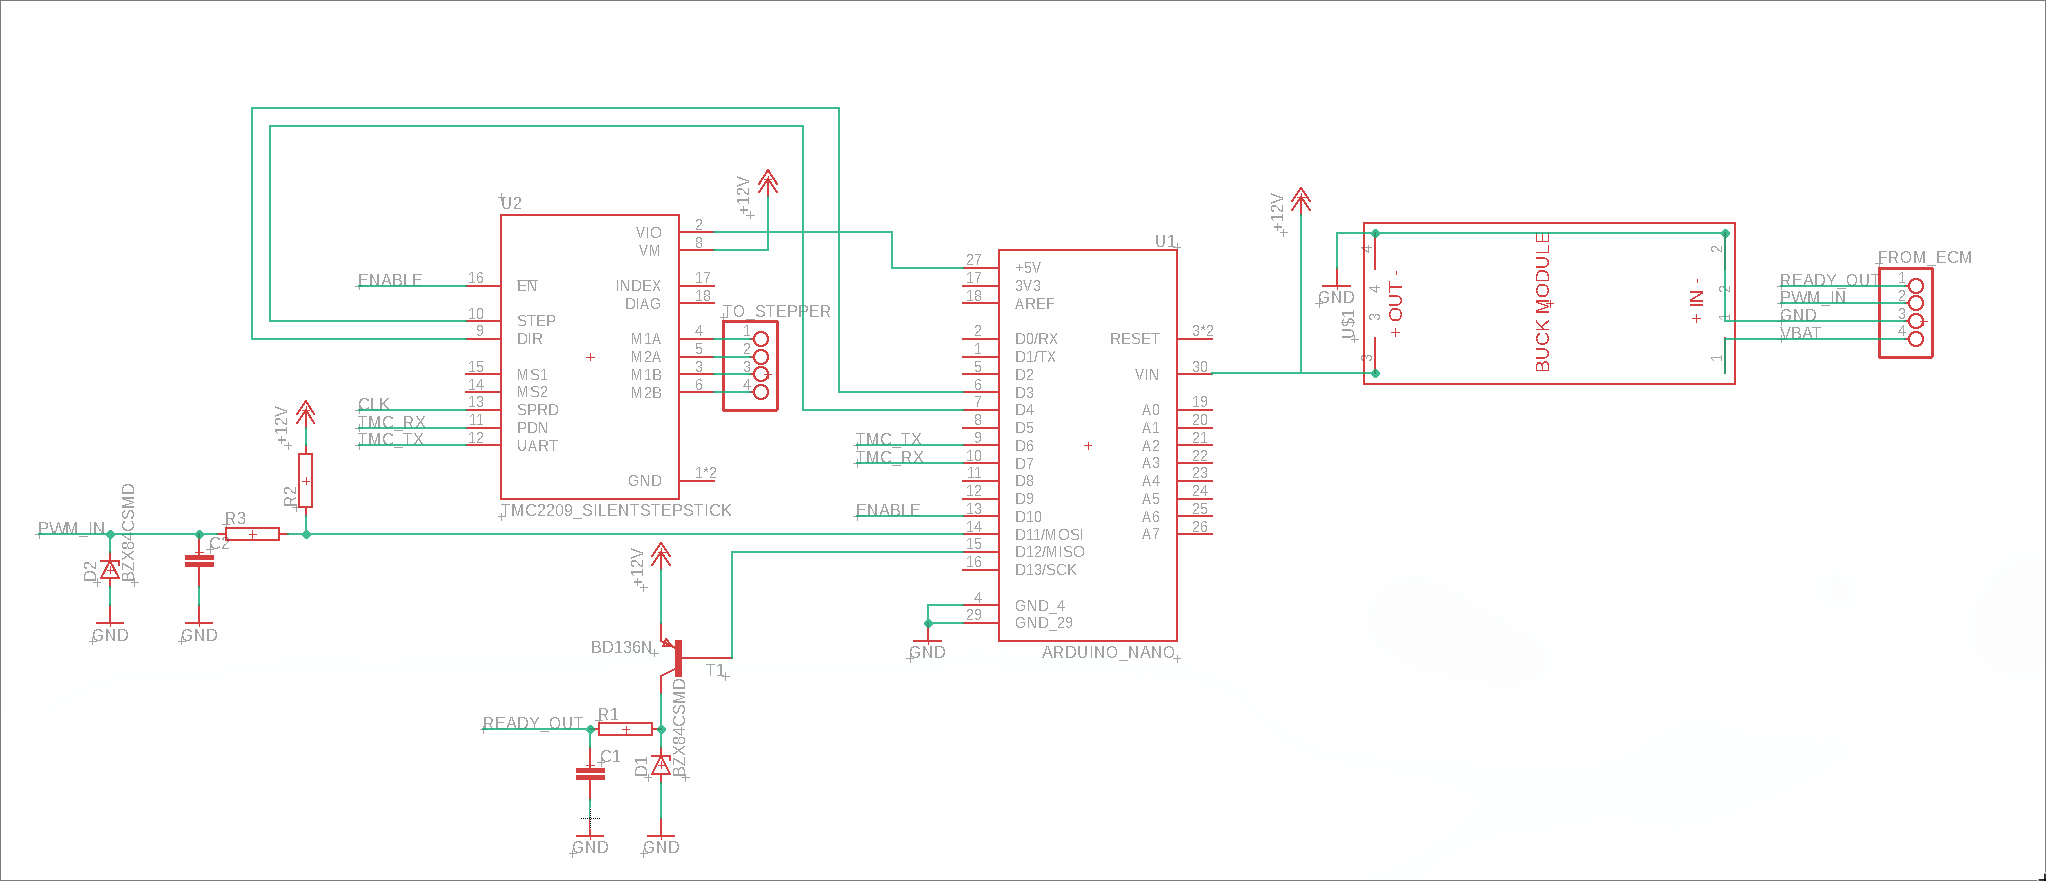 +12V
U2
VIO 2
VM 8
ENABLE 16 EN
INDEX 17
DIAG 18
10 STEP
9 DIR
TO_STEPPER
M1A 4 1
M2A 5 2
M1B 3 3
M2B 6 4
15 MS1
14 MS2
CLK 13 SPRD
TMC_RX 11 PDN
TMC_TX 12 UART
GND 1*2
TMC2209_SILENTSTEPSTICK
U1
27 +5V
17 3V3
18 AREF
2 D0/RX RESET 3*2
1 D1/TX
5 D2 VIN 30
6 D3
7 D4 A0 19
8 D5 A1 20
TMC_TX 9 D6 A2 21
TMC_RX 10 D7 A3 22
11 D8 A4 23
12 D9 A5 24
ENABLE 13 D10 A6 25
14 D11/MOSI A7 26
15 D12/MISO
16 D13/SCK
4 GND_4
29 GND_29
GND
ARDUINO_NANO
+12V
GND
U$1
4
4
3
3
+ OUT -
BUCK MODULE
+ IN -
2
2
1
1
FROM_ECM
READY_OUT 1
PWM_IN 2
GND 3
VBAT 4
+12V
R2
PWM_IN
R3
D2
BZX84CSMD
C2
GND
GND
+12V
BD136N
T1
READY_OUT
R1
C1
D1
BZX84CSMD
GND
GND